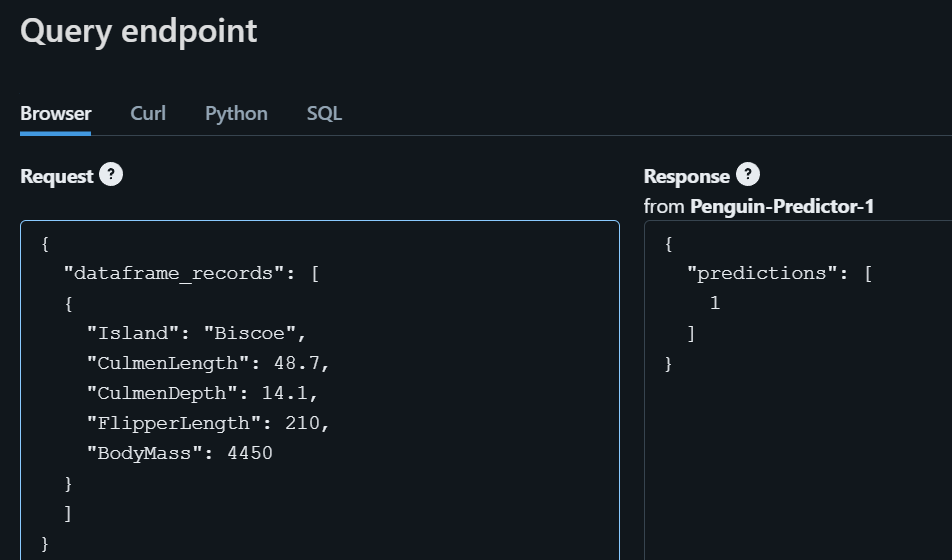 Query endpoint
Browser Curl Python SQL
Request ?
{
"dataframe_records": [
{
"Island": "Biscoe",
"CulmenLength": 48.7,
"CulmenDepth": 14.1,
"FlipperLength": 210,
"BodyMass": 4450
}
]
}
Response ?
from Penguin-Predictor-1
{
"predictions": [
1
]
}